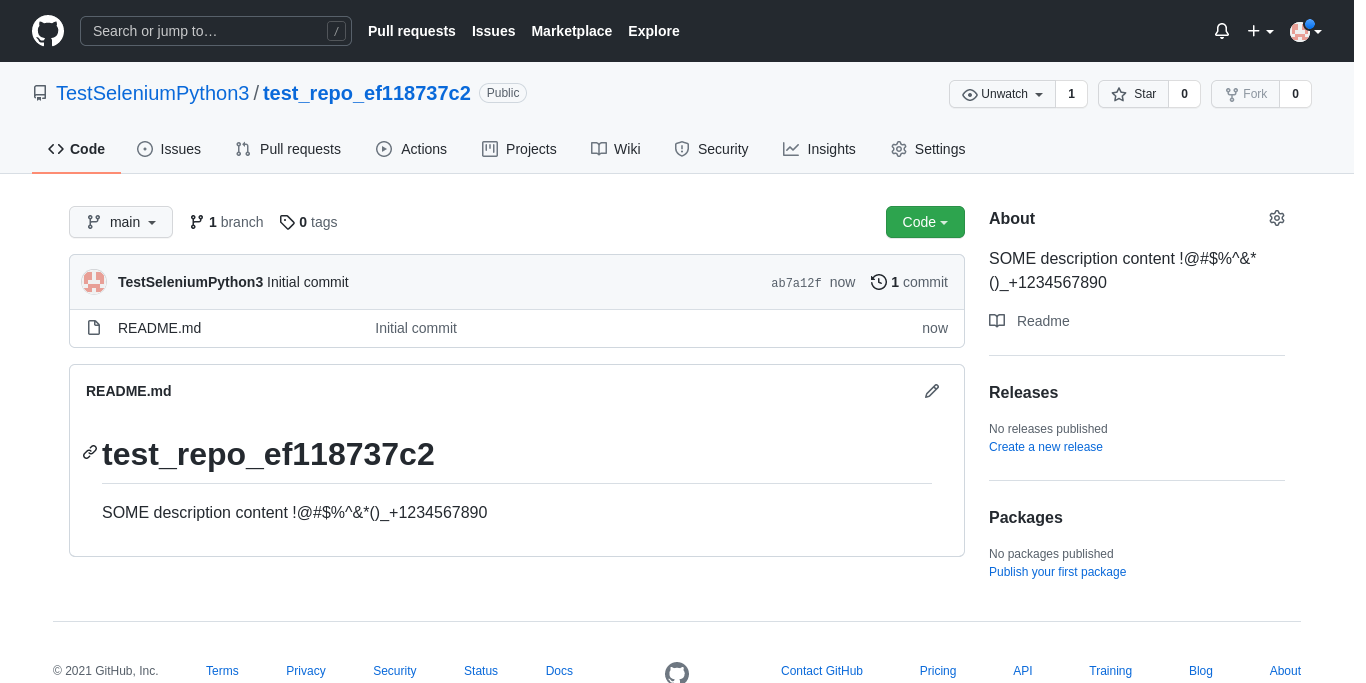 Search or jump to… /
Pull requests Issues Marketplace Explore
TestSeleniumPython3 / test_repo_ef118737c2 Public
Unwatch 1 Star 0 Fork 0
Code Issues Pull requests Actions Projects Wiki Security Insights Settings
main 1 branch 0 tags Code
TestSeleniumPython3 Initial commit ab7a12f now 1 commit
README.md Initial commit now
README.md
test_repo_ef118737c2
SOME description content !@#$%^&*()_+1234567890
About
SOME description content !@#$%^&*
()_+1234567890
Readme
Releases
No releases published
Create a new release
Packages
No packages published
Publish your first package
© 2021 GitHub, Inc. Terms Privacy Security Status Docs Contact GitHub Pricing API Training Blog About